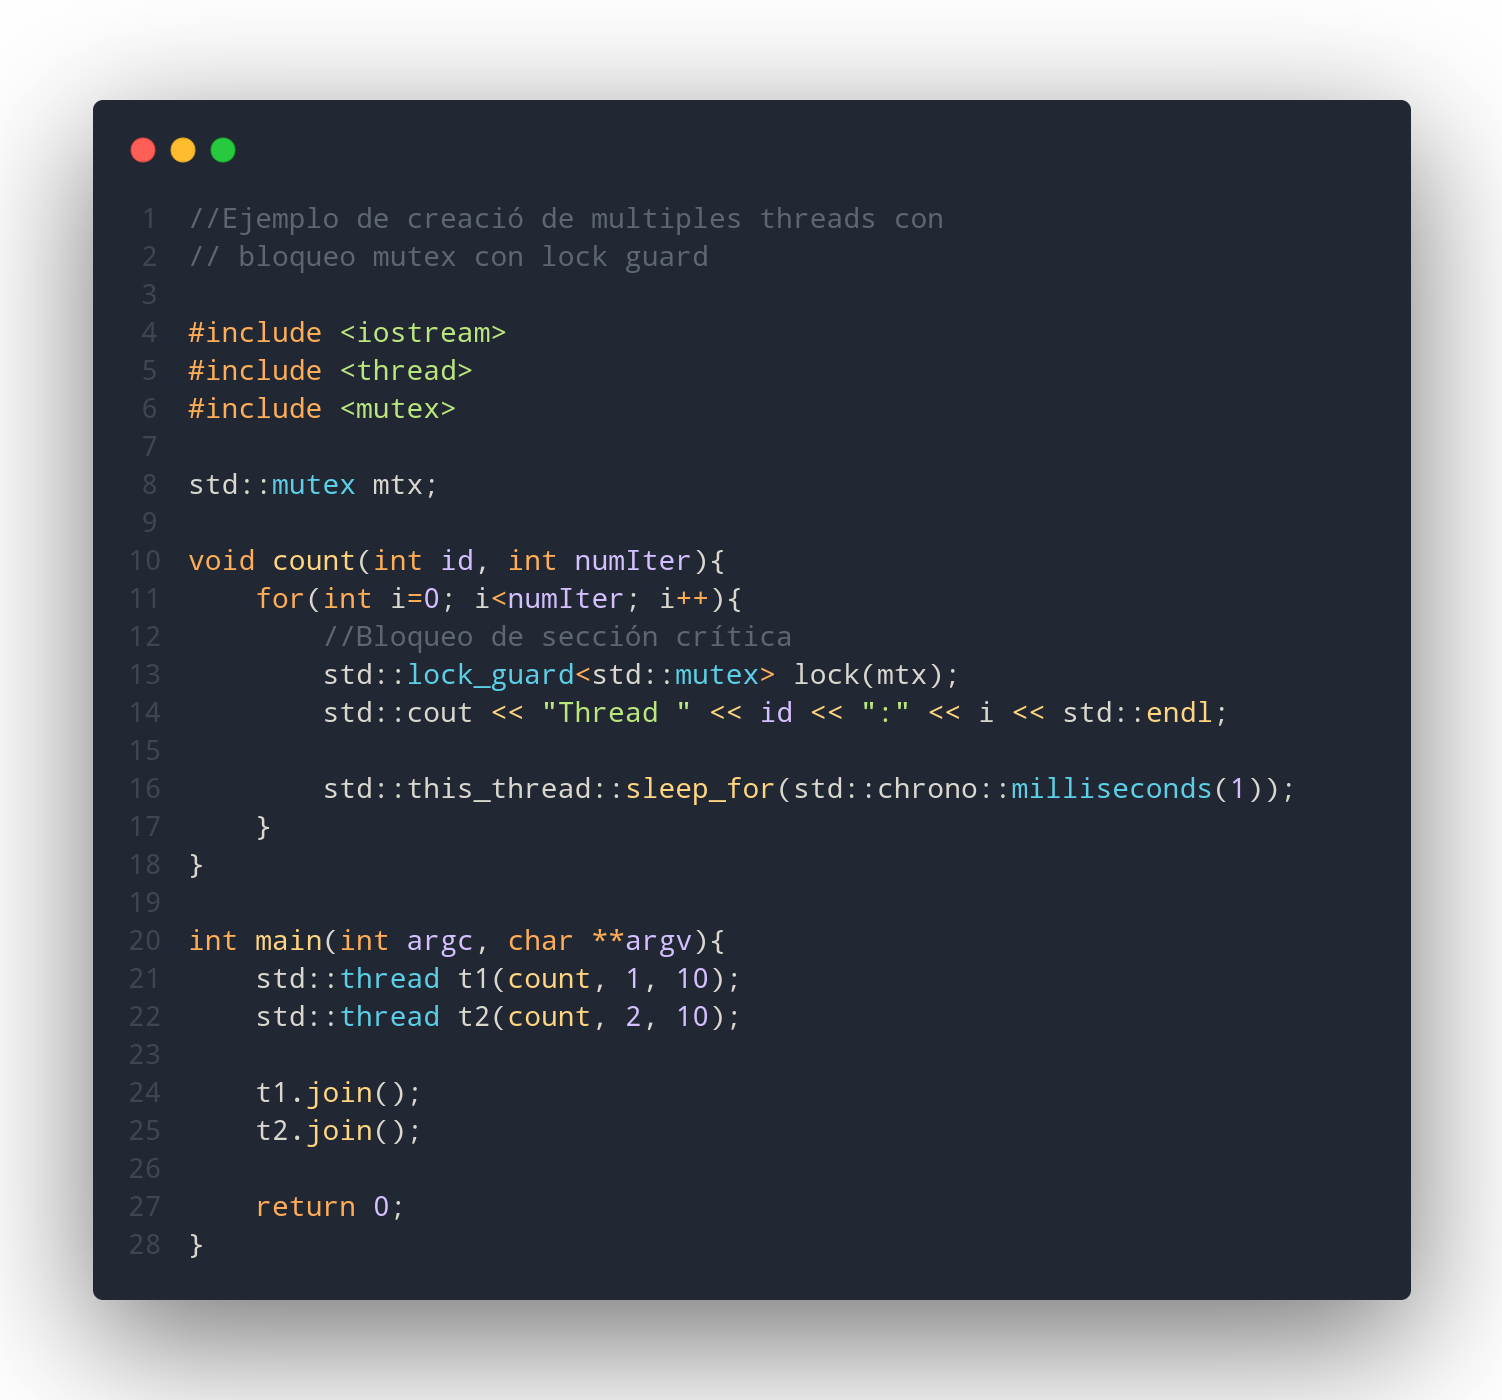 1 //Ejemplo de creació de multiples threads con
2 // bloqueo mutex con lock guard
3
4 #include <iostream>
5 #include <thread>
6 #include <mutex>
7
8 std::mutex mtx;
9
10 void count(int id, int numIter){
11     for(int i=0; i<numIter; i++){
12         //Bloqueo de sección crítica
13         std::lock_guard<std::mutex> lock(mtx);
14         std::cout << "Thread " << id << ":" << i << std::endl;
15
16         std::this_thread::sleep_for(std::chrono::milliseconds(1));
17     }
18 }
19
20 int main(int argc, char **argv){
21     std::thread t1(count, 1, 10);
22     std::thread t2(count, 2, 10);
23
24     t1.join();
25     t2.join();
26
27     return 0;
28 }